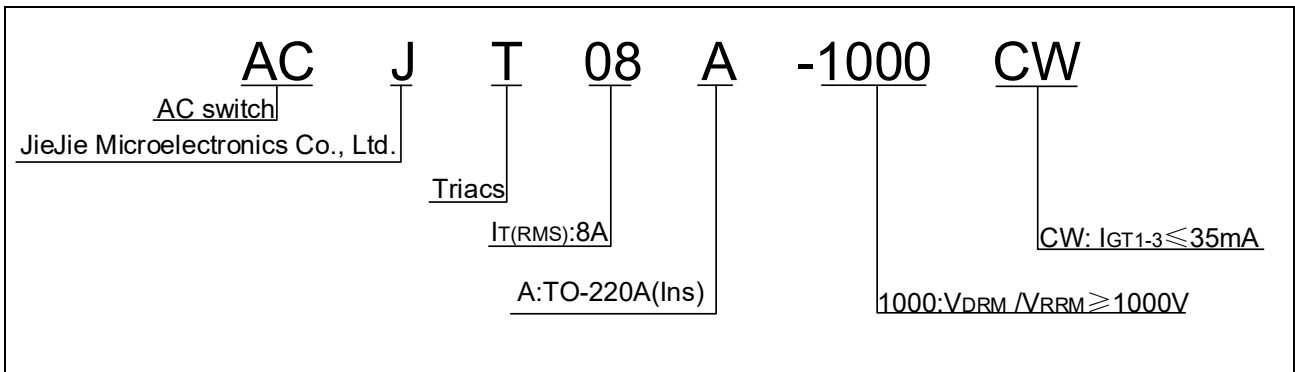 AC J T 08 A -1000 CW
AC switch
JieJie Microelectronics Co., Ltd.
Triacs
IT(RMS):8A
CW: IGT1-3≤35mA
A:TO-220A(Ins)
1000:VDRM /VRRM≥1000V